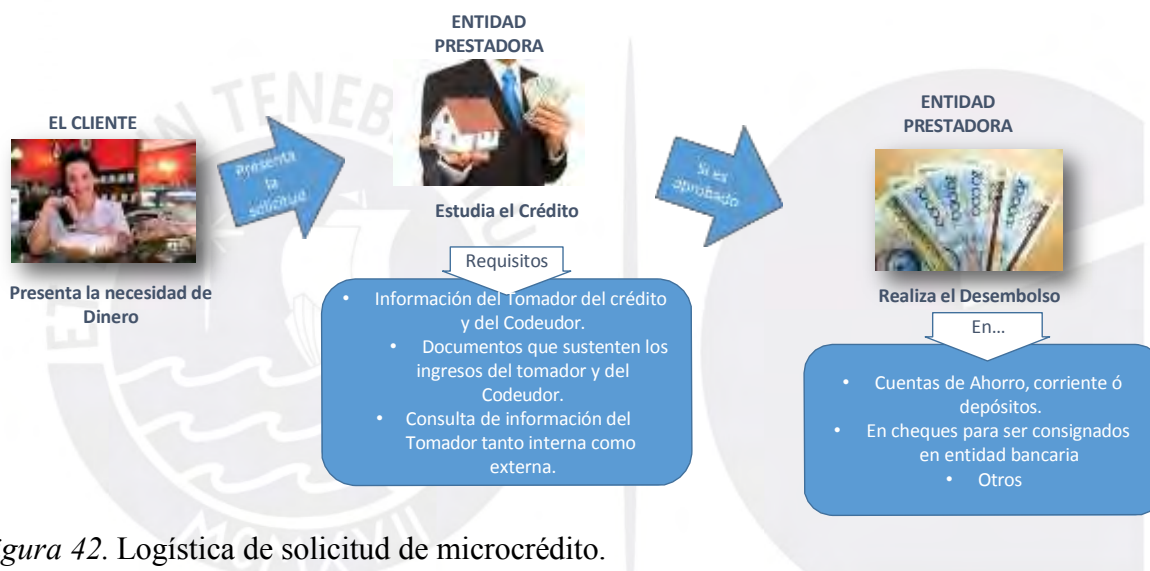 ENTIDAD
PRESTADORA
EL CLIENTE
Presenta
la
solicitud
Presenta la necesidad de
Dinero
Estudia el Crédito
Requisitos
• Información del Tomador del crédito
y del Codeudor.
• Documentos que sustenten los
ingresos del tomador y del
Codeudor.
• Consulta de información del
Tomador tanto interna como
externa.
Si es
aprobado
ENTIDAD
PRESTADORA
Realiza el Desembolso
En...
• Cuentas de Ahorro, corriente ó
depósitos.
• En cheques para ser consignados
en entidad bancaria
• Otros
igura 42. Logística de solicitud de microcrédito.
TENEB
MCMXVII